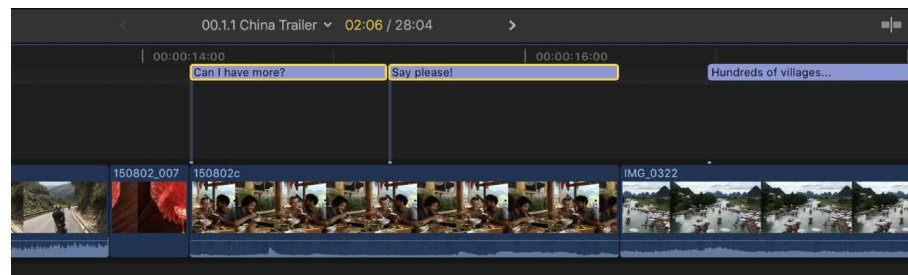 < 00.1.1 China Trailer 02:06 / 28:04 >
00:00:14:00 00:00:16:00
Can I have more? Say please! Hundreds of villages...
150802_007 150802c IMG_0322